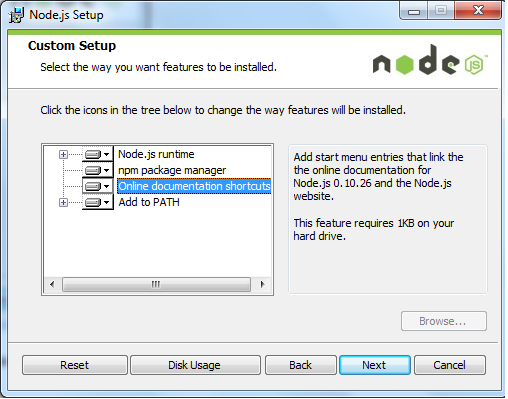 Node.js Setup
Custom Setup
Select the way you want features to be installed.
node
JS
Click the icons in the tree below to change the way features will be installed.
Node.js runtime
npm package manager
Online documentation shortcuts
Add to PATH
Add start menu entries that link the
the online documentation for
Node.js 0.10.26 and the Node.js
website.
This feature requires 1KB on your
hard drive.
Browse...
Reset
Disk Usage
Back
Next
Cancel